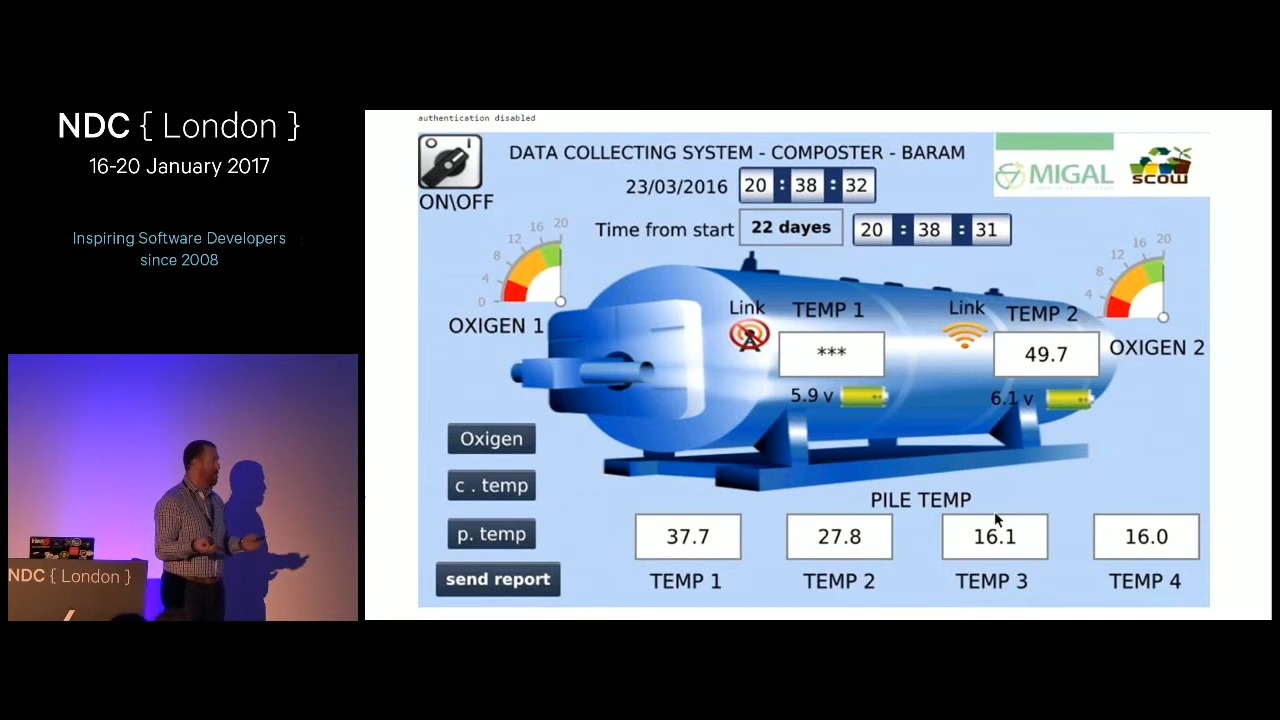 NDC { London }
16-20 January 2017
Inspiring Software Developers
since 2008
NDC { London }
authentication disabled
O I
ON\OFF
DATA COLLECTING SYSTEM - COMPOSTER - BARAM
23/03/2016 20 : 38 : 32
Time from start 22 dayes 20 : 38 : 31
MIGAL
SCOW
0 4 8 12 16 20
OXIGEN 1
4 8 12 16 20
OXIGEN 2
Link TEMP 1
***
5.9 v
Link TEMP 2
49.7
6.1 v
Oxigen
c . temp
p. temp
send report
PILE TEMP
37.7 27.8 16.1 16.0
TEMP 1 TEMP 2 TEMP 3 TEMP 4